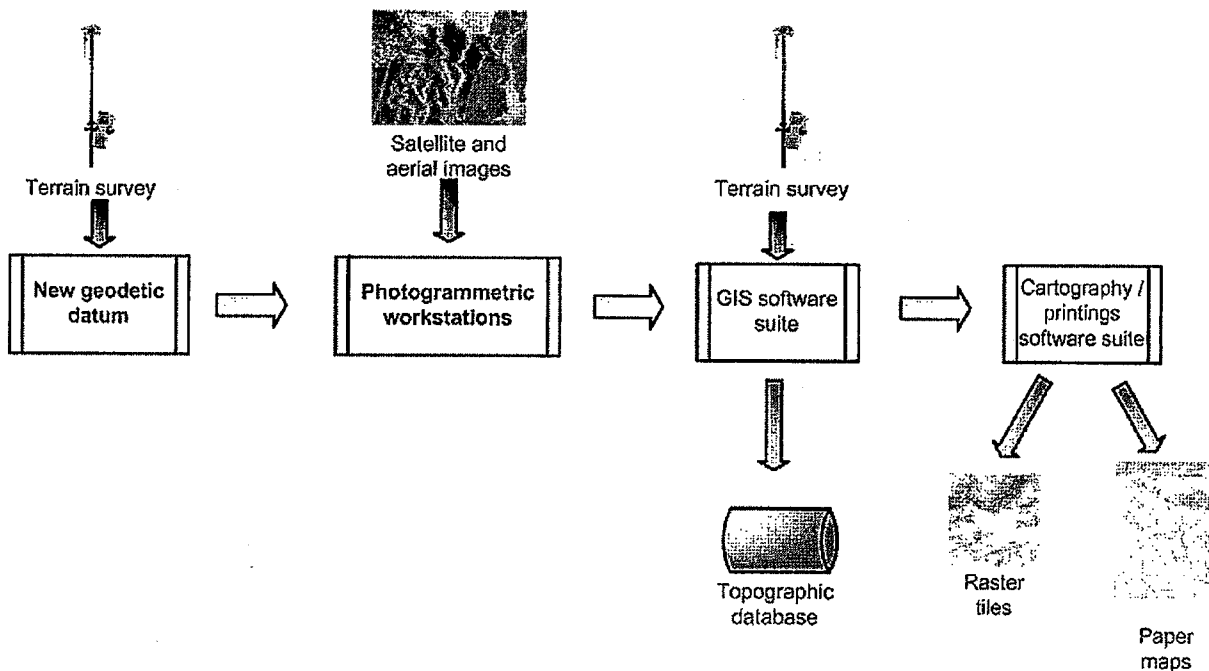 Terrain survey
Satellite and
aerial images
Terrain survey
New geodetic
datum
Photogrammetric
workstations
GIS software
suite
Cartography /
printings
software suite
Topographic
database
Raster
tiles
Paper
maps